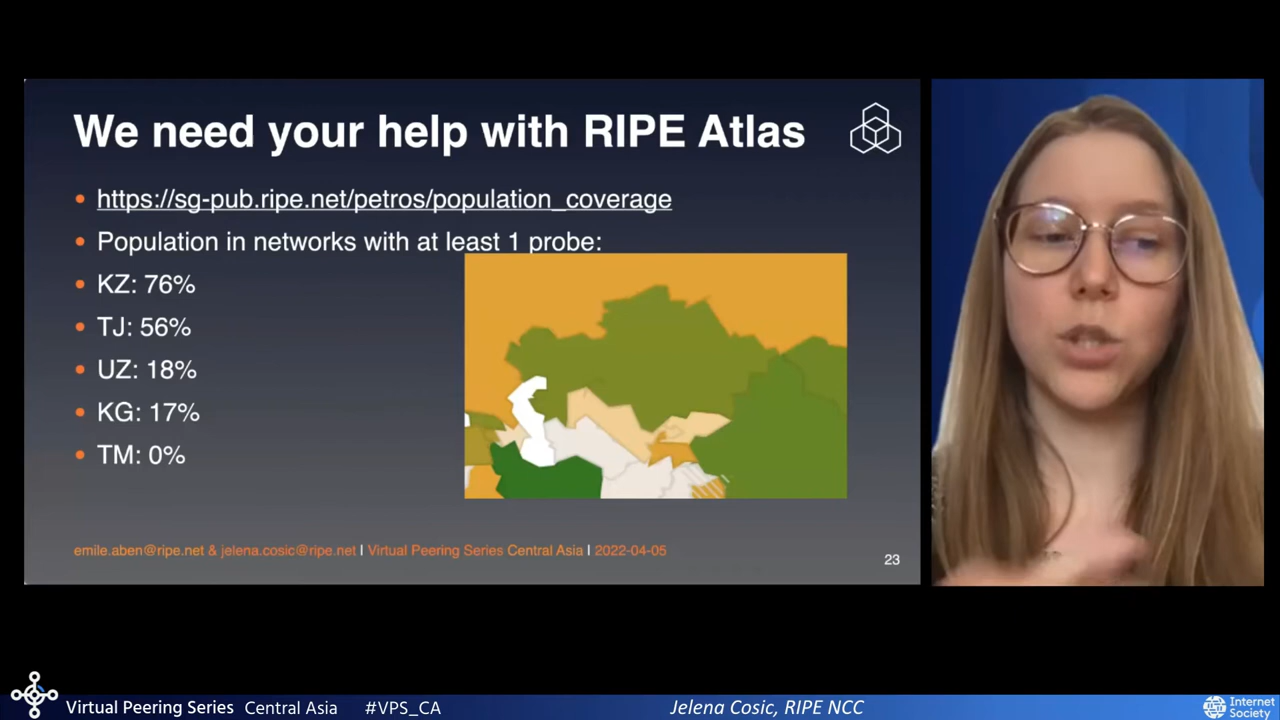 We need your help with RIPE Atlas
https://sg-pub.ripe.net/petros/population_coverage
Population in networks with at least 1 probe:
KZ: 76%
TJ: 56%
UZ: 18%
KG: 17%
TM: 0%
emile.aben@ripe.net & jelena.cosic@ripe.net | Virtual Peering Series Central Asia | 2022-04-05
23
Virtual Peering Series Central Asia #VPS_CA
Jelena Cosic, RIPE NCC
Internet
Society